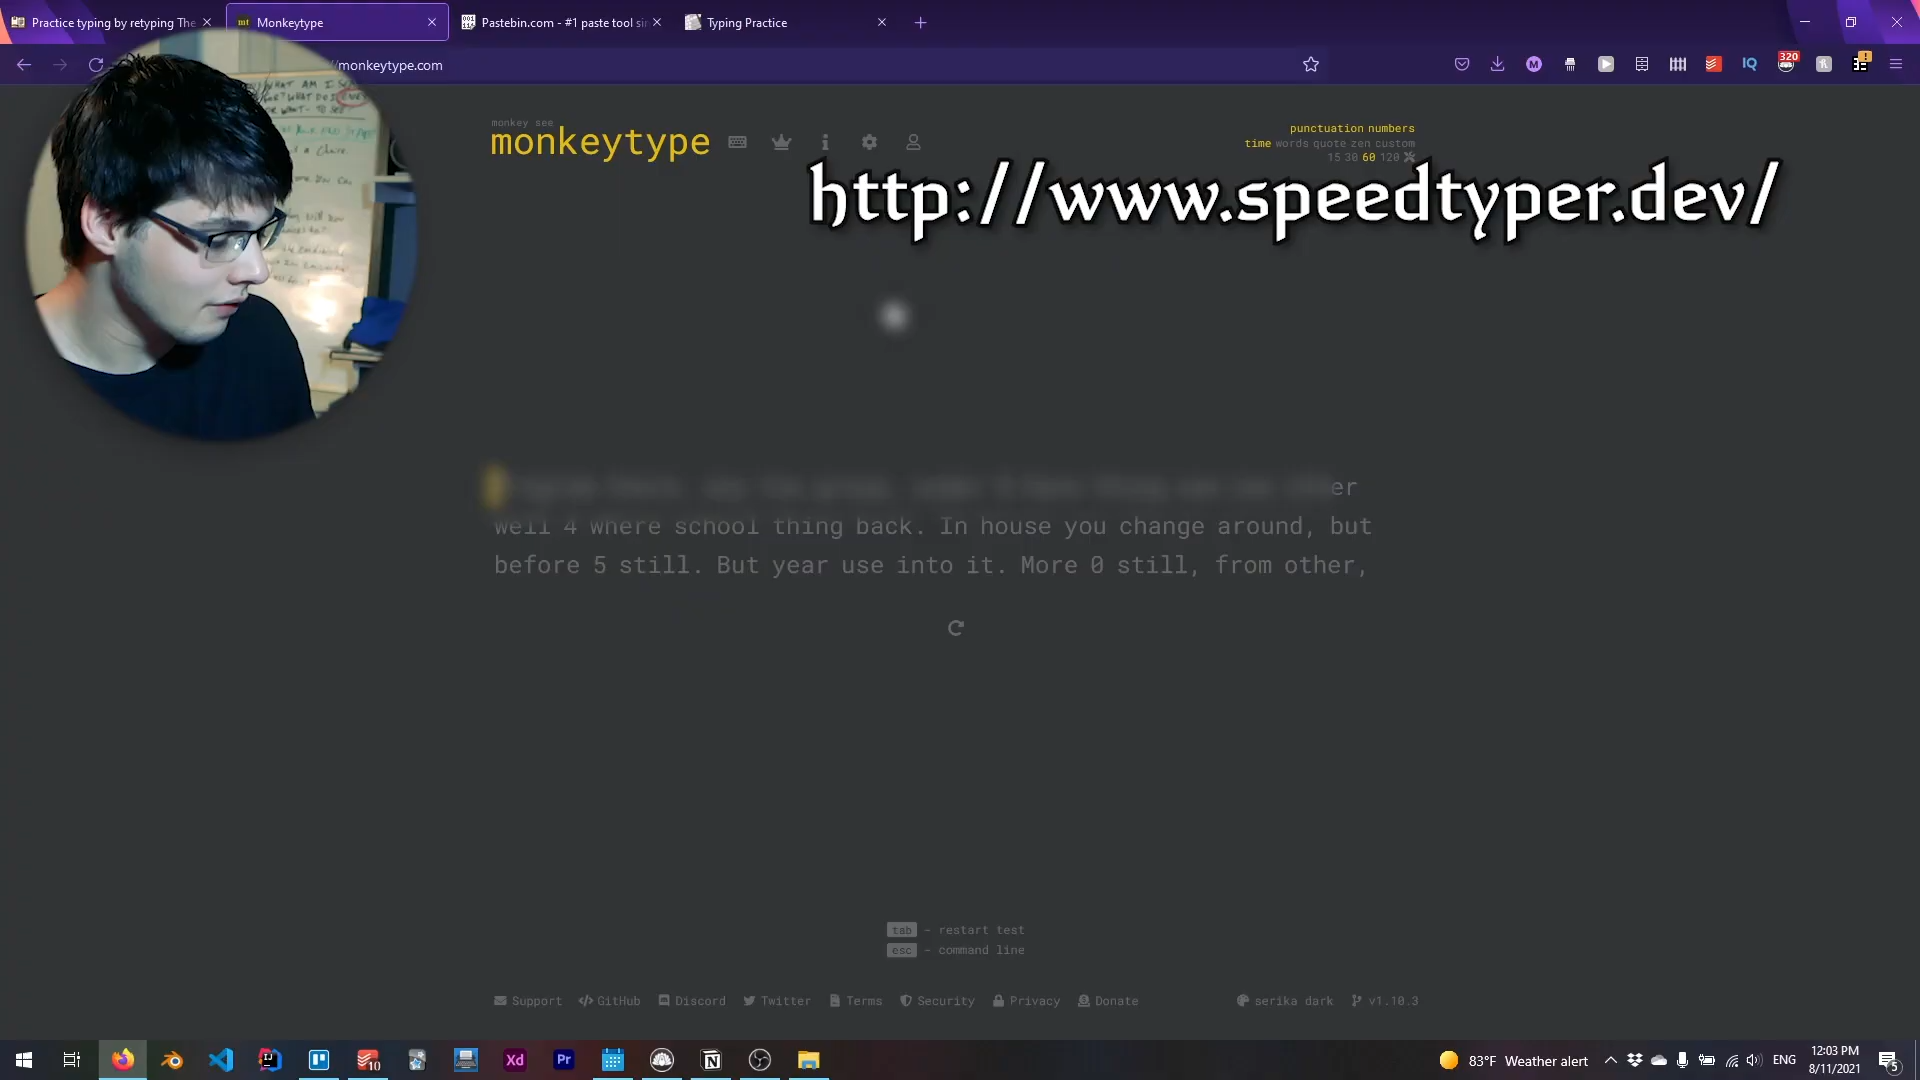 Practice typing by retyping The
Monkeytype
Pastebin.com - #1 paste tool si
Typing Practice
/monkeytype.com
320
IQ
monkey see
monkeytype
punctuation numbers
time words quote zen custom
15 30 60 120
http://www.speedtyper.dev/
er
well 4 where school thing back. In house you change around, but
before 5 still. But year use into it. More 0 still, from other,
tab - restart test
esc - command line
Support GitHub Discord Twitter Terms Security Privacy Donate
serika dark v1.10.3
83°F Weather alert
ENG
12:03 PM
8/11/2021